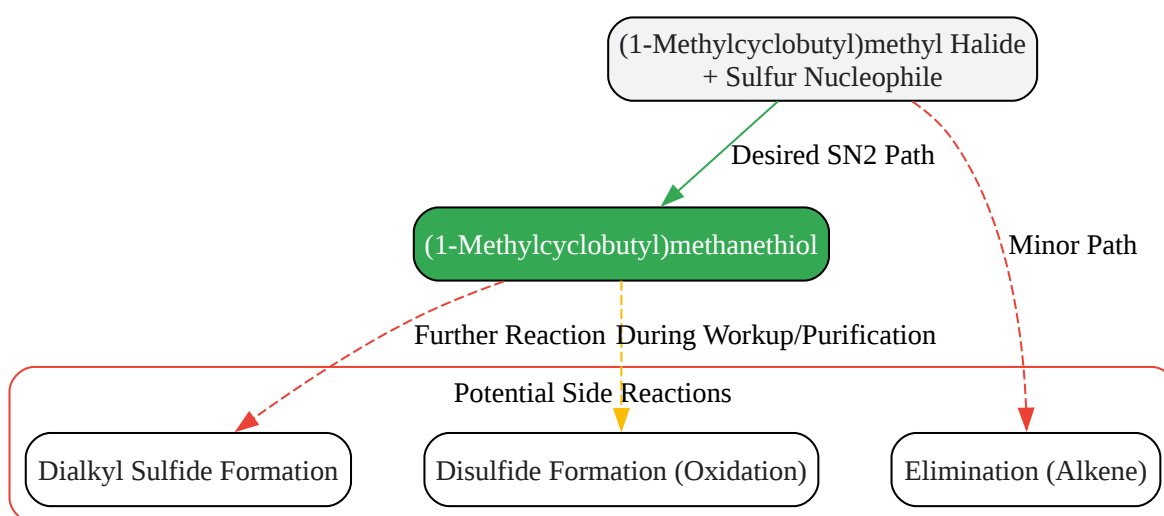 (1-Methylcyclobutyl)methyl Halide
+ Sulfur Nucleophile
Desired SN2 Path
(1-Methylcyclobutyl)methanethiol
Minor Path
Further Reaction
During Workup/Purification
Potential Side Reactions
Dialkyl Sulfide Formation
Disulfide Formation (Oxidation)
Elimination (Alkene)